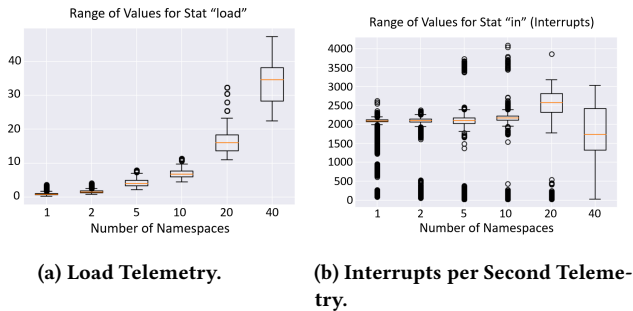 Range of Values for Stat “load”
40
30
20
10
0
1 2 5 10 20 40
Number of Namespaces
(a) Load Telemetry.
Range of Values for Stat “in” (Interrupts)
4000
3500
3000
2500
2000
1500
1000
500
0
1 2 5 10 20 40
Number of Namespaces
(b) Interrupts per Second Teleme-
try.